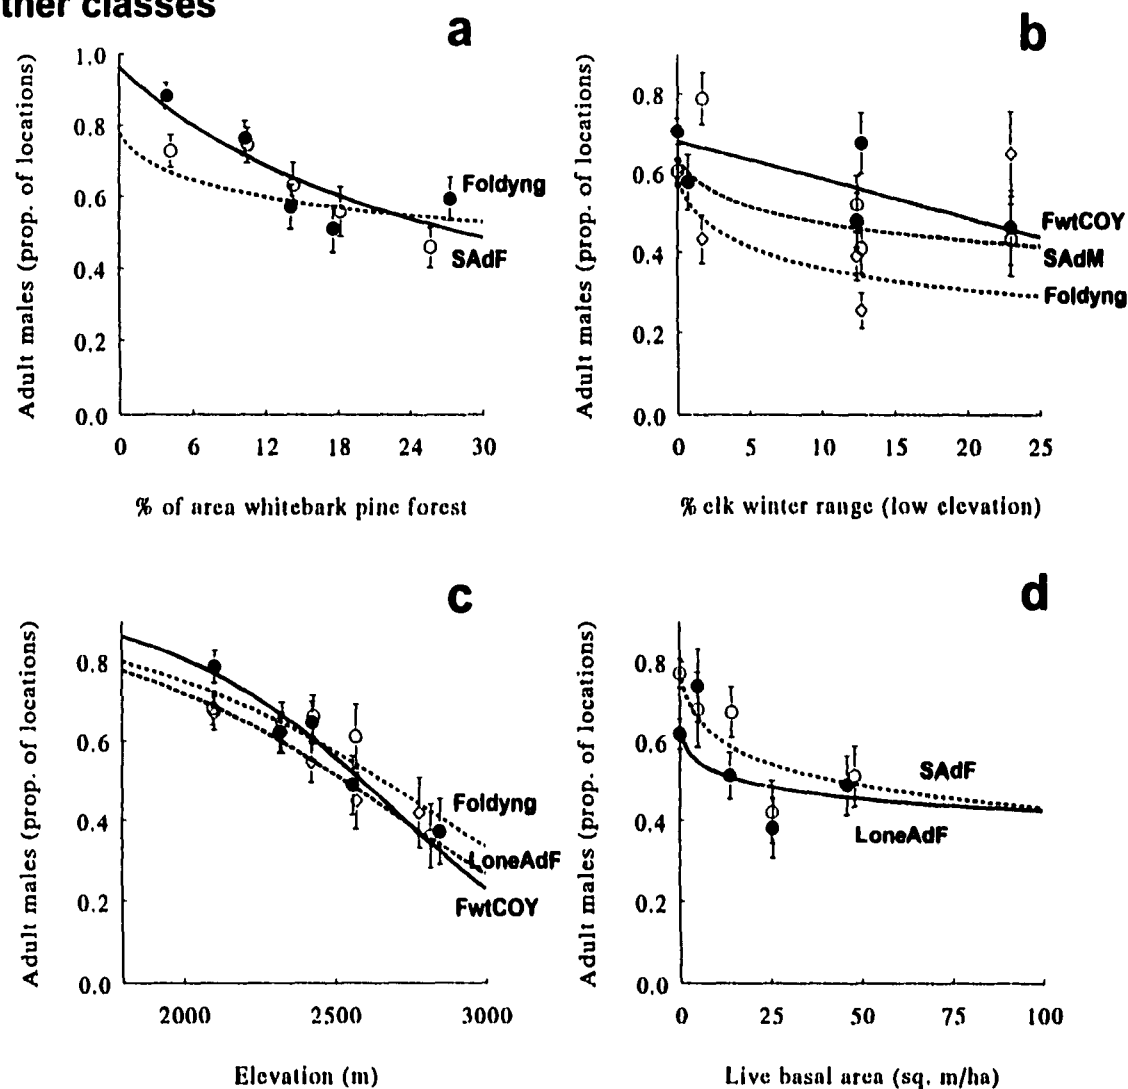 ther classes
a
Adult males (prop. of locations)
1.0
0.8
0.6
0.4
0.2
0.0
Foldyng
SAdF
0 6 12 18 24 30
% of area whitebark pine forest
b
Adult males (prop. of locations)
0.8
0.6
0.4
0.2
0.0
FwtCOY
SAdM
Foldyng
0 5 10 15 20 25
% elk winter range (low elevation)
c
Adult males (prop. of locations)
0.8
0.6
0.4
0.2
0.0
Foldyng
LoneAdF
FwtCOY
2000 2500 3000
Elevation (m)
d
Adult males (prop. of locations)
0.8
0.6
0.4
0.2
0.0
SAdF
LoneAdF
0 25 50 75 100
Live basal area (sq. m/ha)